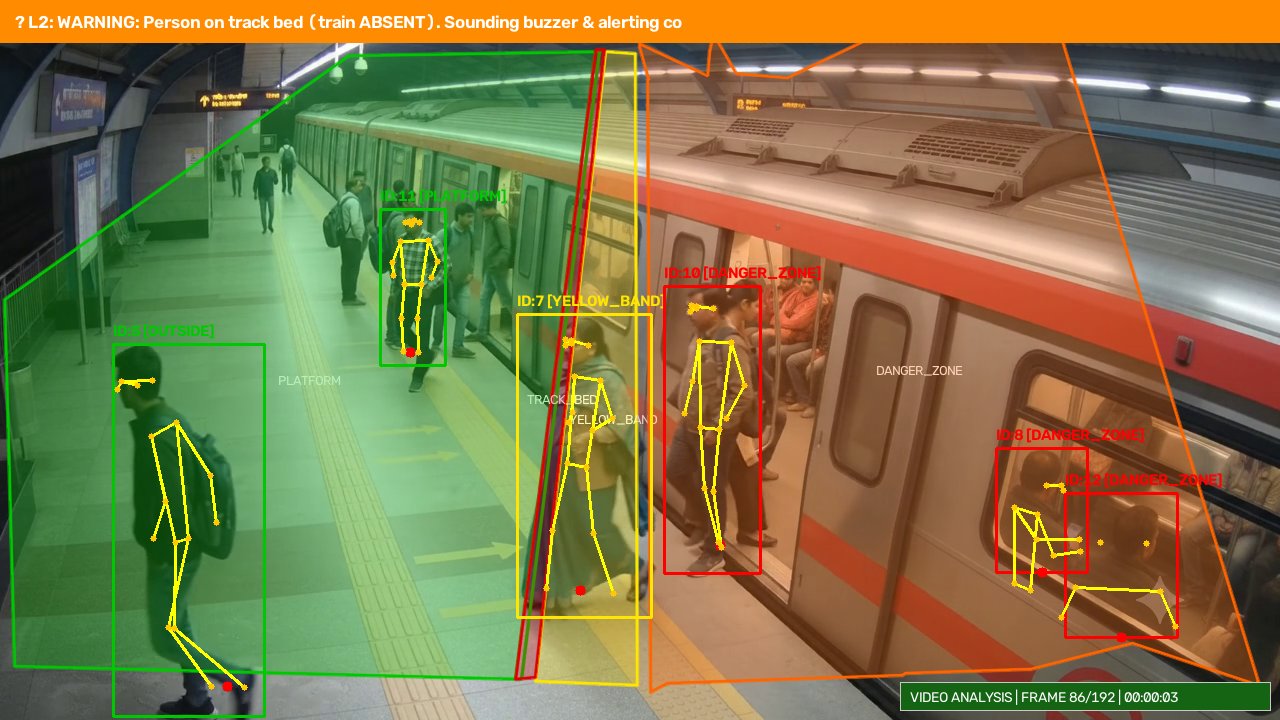 ? L2: WARNING: Person on track bed (train ABSENT). Sounding buzzer & alerting co
ID:11 [PLATFORM]
ID:10 [DANGER_ZONE]
ID:7 [YELLOW_BAND]
[OUTSIDE]
PLATFORM
DANGER_ZONE
TRACK_BED
YELLOW_BAND
ID:8 [DANGER_ZONE]
ID:12 [DANGER_ZONE]
VIDEO ANALYSIS | FRAME 86/192 | 00:00:03